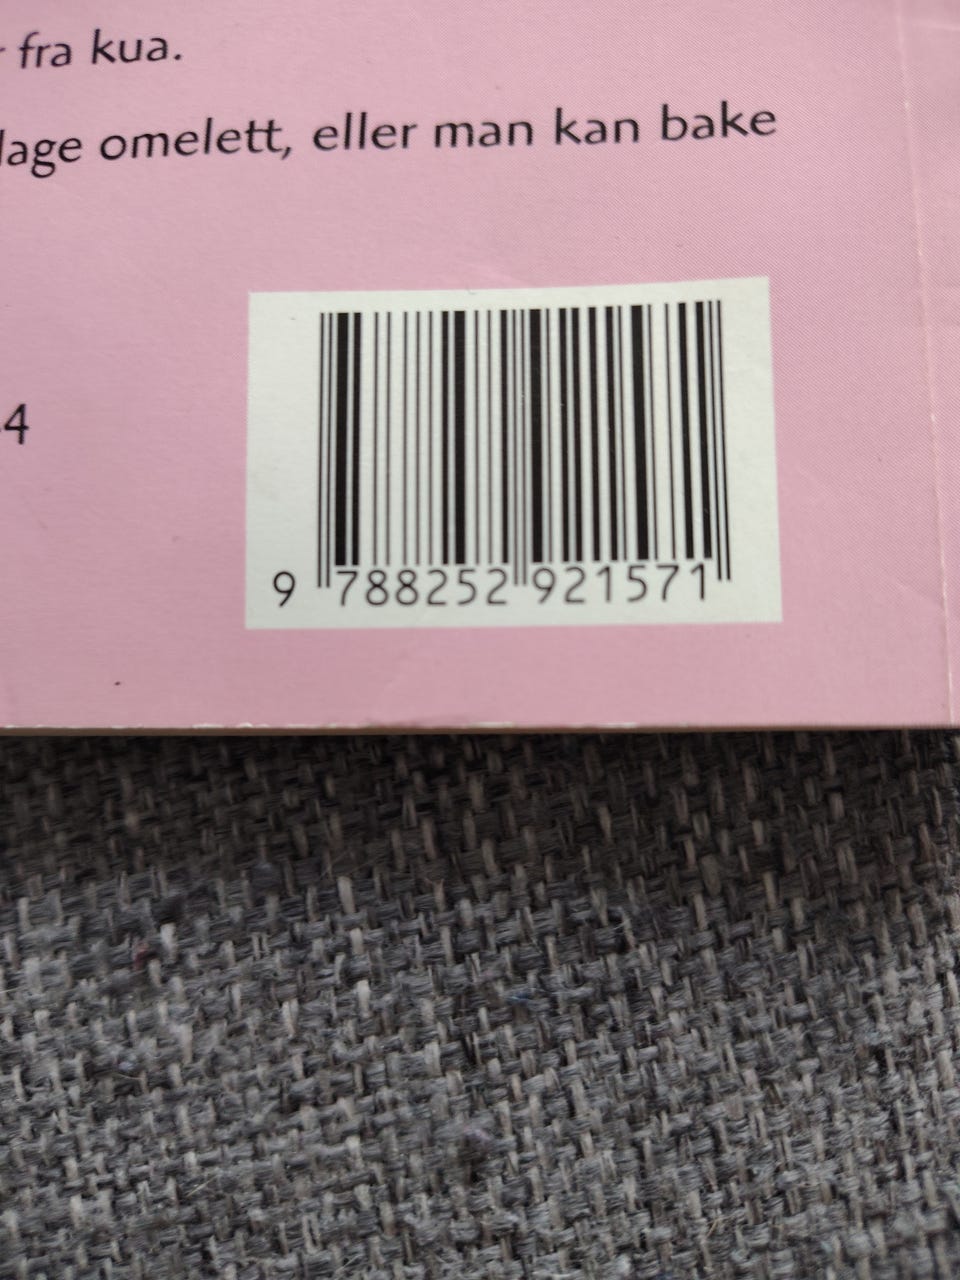 fra kua.
lage omelett, eller man kan bake
4
9 788252 921571